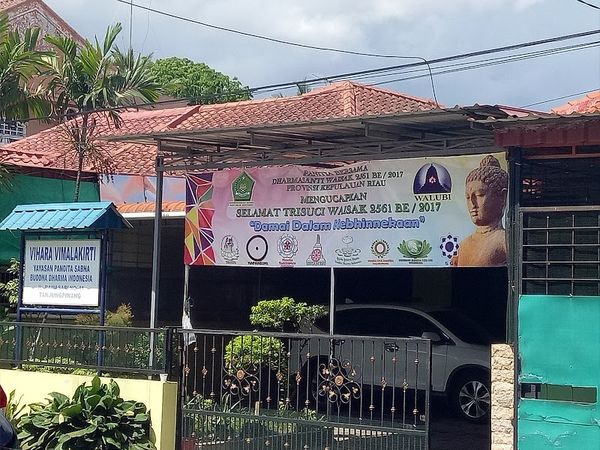 PANITIA BERSAMA
DHARMASANTI WAISAK 2561 BE / 2017
PROVINSI KEPULAUAN RIAU
MENGUCAPKAN
SELAMAT TRISUCI WAISAK 2561 BE / 2017
"Damai Dalam Kebhinnekaan"
WALUBI
VIHARA VIMALAKIRTI
YAYASAN PANDITA SABHA
BUDDHA DHARMA INDONESIA
TANJUNGPINANG